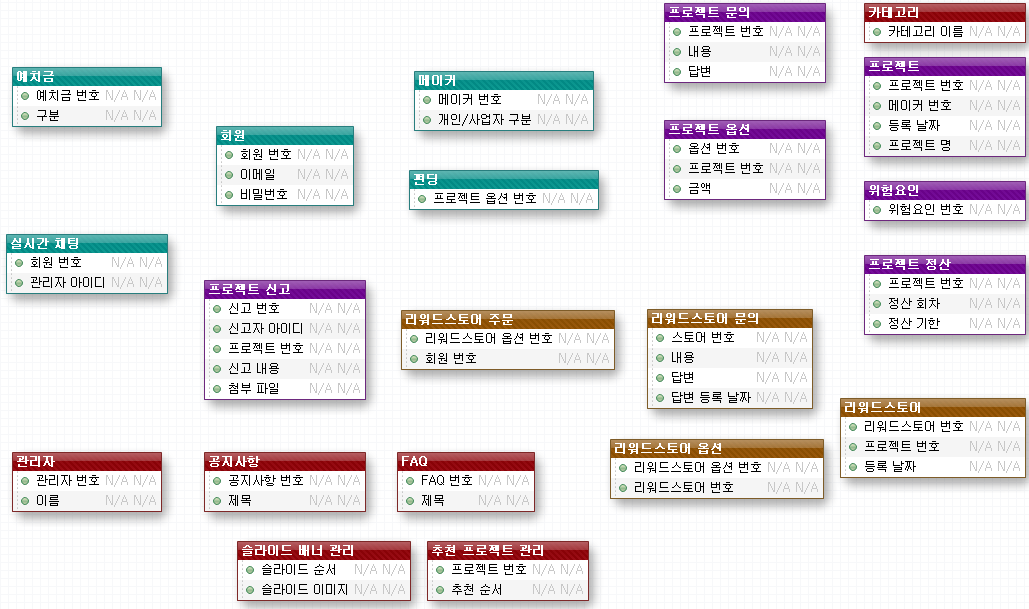 예치금
예치금 번호 N/A N/A
구분 N/A N/A
회원
회원 번호 N/A N/A
이메일 N/A N/A
비밀번호 N/A N/A
메이커
메이커 번호 N/A N/A
개인/사업자 구분 N/A N/A
펀딩
프로젝트 옵션 번호 N/A N/A
프로젝트 문의
프로젝트 번호 N/A N/A
내용 N/A N/A
답변 N/A N/A
프로젝트 옵션
옵션 번호 N/A N/A
프로젝트 번호 N/A N/A
금액 N/A N/A
카테고리
카테고리 이름 N/A N/A
프로젝트
프로젝트 번호 N/A N/A
메이커 번호 N/A N/A
등록 날짜 N/A N/A
프로젝트 명 N/A N/A
위험요인
위험요인 번호 N/A N/A
프로젝트 정산
프로젝트 번호 N/A N/A
정산 회차 N/A N/A
정산 기한 N/A N/A
실시간 채팅
회원 번호 N/A N/A
관리자 아이디 N/A N/A
프로젝트 신고
신고 번호 N/A N/A
신고자 아이디 N/A N/A
프로젝트 번호 N/A N/A
신고 내용 N/A N/A
첨부 파일 N/A N/A
리워드스토어 주문
리워드스토어 옵션 번호 N/A N/A
회원 번호 N/A N/A
리워드스토어 문의
스토어 번호 N/A N/A
내용 N/A N/A
답변 N/A N/A
답변 등록 날짜 N/A N/A
리워드스토어
리워드스토어 번호 N/A N/A
프로젝트 번호 N/A N/A
등록 날짜 N/A N/A
리워드스토어 옵션
리워드스토어 옵션 번호 N/A N/A
리워드스토어 번호 N/A N/A
관리자
관리자 번호 N/A N/A
이름 N/A N/A
공지사항
공지사항 번호 N/A N/A
제목 N/A N/A
FAQ
FAQ 번호 N/A N/A
제목 N/A N/A
슬라이드 배너 관리
슬라이드 순서 N/A N/A
슬라이드 이미지 N/A N/A
추천 프로젝트 관리
프로젝트 번호 N/A N/A
추천 순서 N/A N/A